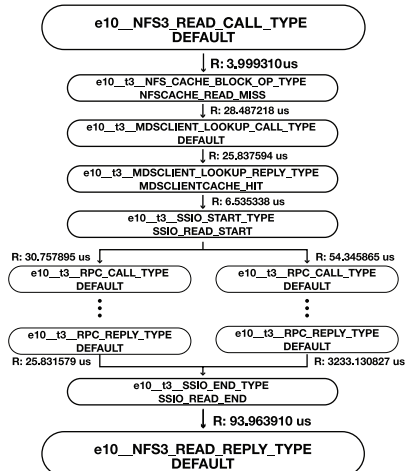 e10__NFS3_READ_CALL_TYPE
DEFAULT
R: 3.999310us
e10__t3__NFS_CACHE_BLOCK_OP_TYPE
NFSCACHE_READ_MISS
R: 28.487218 us
e10__t3__MDSCLIENT_LOOKUP_CALL_TYPE
DEFAULT
R: 25.837594 us
e10__t3__MDSCLIENT_LOOKUP_REPLY_TYPE
MDSCLIENTCACHE_HIT
R: 6.535338 us
e10__t3__SSIO_START_TYPE
SSIO_READ_START
R: 30.757895 us
R: 54.345865 us
e10__t3__RPC_CALL_TYPE
DEFAULT
e10__t3__RPC_CALL_TYPE
DEFAULT
e10__t3__RPC_REPLY_TYPE
DEFAULT
e10__t3__RPC_REPLY_TYPE
DEFAULT
R: 25.831579 us
R: 3233.130827 us
e10__t3__SSIO_END_TYPE
SSIO_READ_END
R: 93.963910 us
e10__NFS3_READ_REPLY_TYPE
DEFAULT